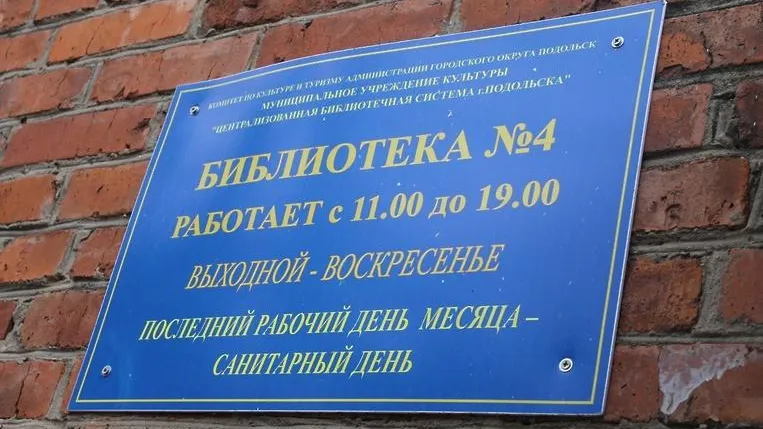 КОМИТЕТ ПО КУЛЬТУРЕ И ТУРИЗМУ АДМИНИСТРАЦИИ ГОРОДСКОГО ОКРУГА ПОДОЛЬСК
МУНИЦИПАЛЬНОЕ УЧРЕЖДЕНИЕ КУЛЬТУРЫ
"ЦЕНТРАЛИЗОВАННАЯ БИБЛИОТЕЧНАЯ СИСТЕМА г.ПОДОЛЬСКА"
БИБЛИОТЕКА №4
РАБОТАЕТ с 11.00 до 19.00
ВЫХОДНОЙ - ВОСКРЕСЕНЬЕ
ПОСЛЕДНИЙ РАБОЧИЙ ДЕНЬ МЕСЯЦА –
САНИТАРНЫЙ ДЕНЬ